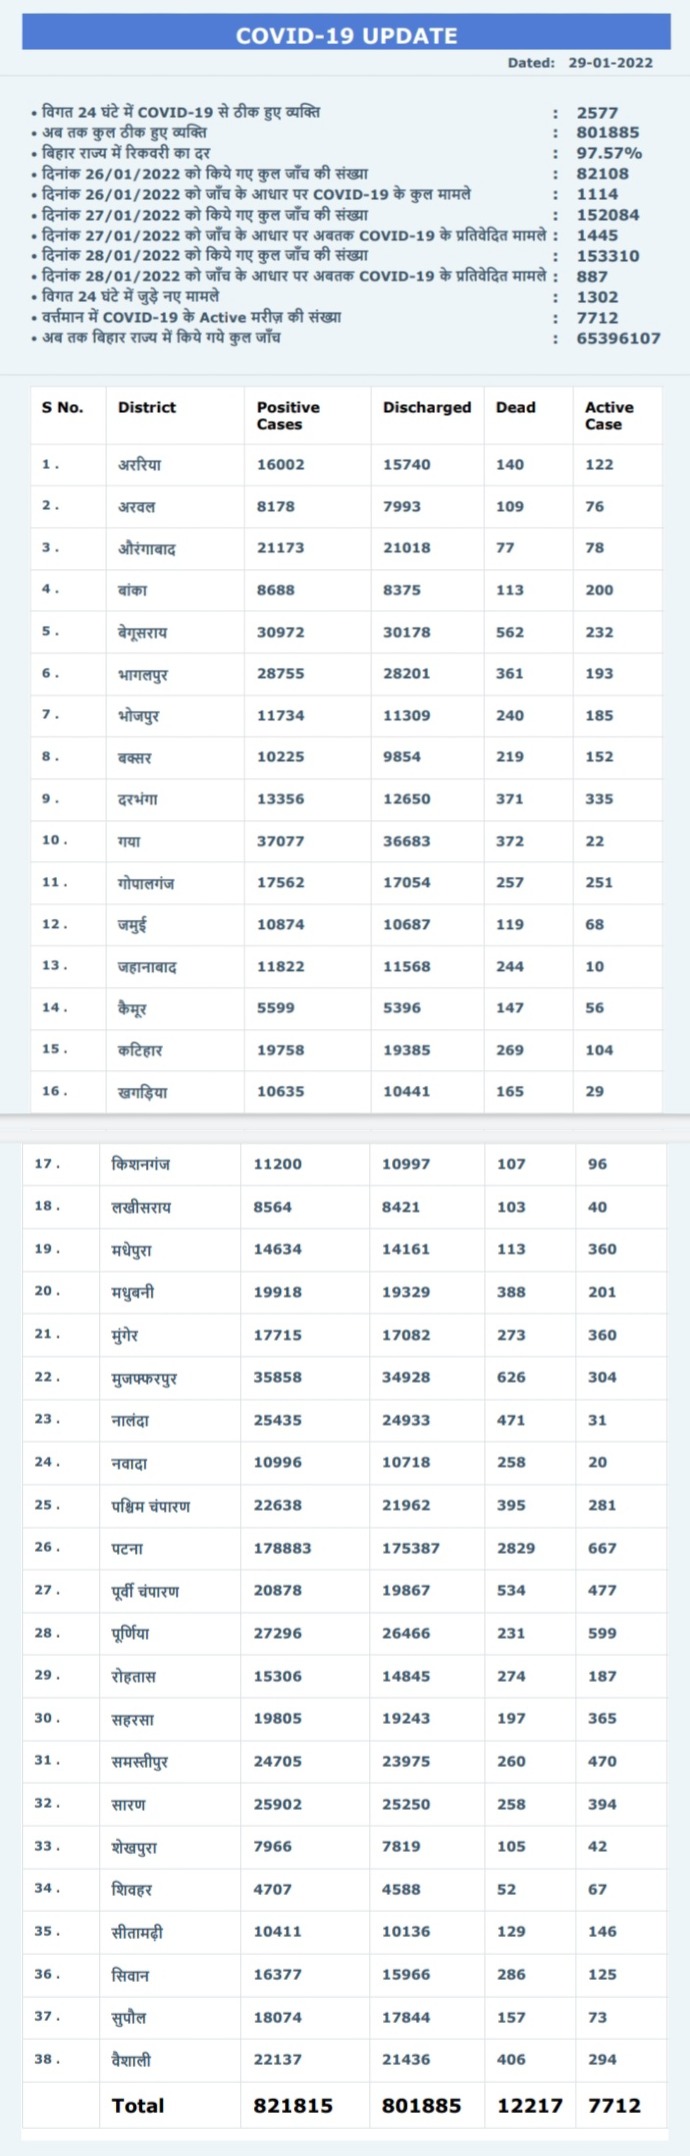 COVID-19 UPDATE
Dated: 29-01-2022
• विगत 24 घंटे में COVID-19 से ठीक हुए व्यक्ति : 2577
• अब तक कुल ठीक हुए व्यक्ति : 801885
• बिहार राज्य में रिकवरी का दर : 97.57%
• दिनांक 26/01/2022 को किये गए कुल जाँच की संख्या : 82108
• दिनांक 26/01/2022 को जाँच के आधार पर COVID-19 के कुल मामले : 1114
• दिनांक 27/01/2022 को किये गए कुल जाँच की संख्या : 152084
• दिनांक 27/01/2022 को जाँच के आधार पर अबतक COVID-19 के प्रतिवेदित मामले : 1445
• दिनांक 28/01/2022 को किये गए कुल जाँच की संख्या : 153310
• दिनांक 28/01/2022 को जाँच के आधार पर अबतक COVID-19 के प्रतिवेदित मामले : 887
• विगत 24 घंटे में जुड़े नए मामले : 1302
• वर्त्तमान में COVID-19 के Active मरीज़ की संख्या : 7712
• अब तक बिहार राज्य में किये गये कुल जाँच : 65396107
S No. District Positive Cases Discharged Dead Active Case
1. अररिया 16002 15740 140 122
2. अरवल 8178 7993 109 76
3. औरंगाबाद 21173 21018 77 78
4. बांका 8688 8375 113 200
5. बेगूसराय 30972 30178 562 232
6. भागलपुर 28755 28201 361 193
7. भोजपुर 11734 11309 240 185
8. बक्सर 10225 9854 219 152
9. दरभंगा 13356 12650 371 335
10. गया 37077 36683 372 22
11. गोपालगंज 17562 17054 257 251
12. जमुई 10874 10687 119 68
13. जहानाबाद 11822 11568 244 10
14. कैमूर 5599 5396 147 56
15. कटिहार 19758 19385 269 104
16. खगड़िया 10635 10441 165 29
17. किशनगंज 11200 10997 107 96
18. लखीसराय 8564 8421 103 40
19. मधेपुरा 14634 14161 113 360
20. मधुबनी 19918 19329 388 201
21. मुंगेर 17715 17082 273 360
22. मुजफ्फरपुर 35858 34928 626 304
23. नालंदा 25435 24933 471 31
24. नवादा 10996 10718 258 20
25. पश्चिम चंपारण 22638 21962 395 281
26. पटना 178883 175387 2829 667
27. पूर्वी चंपारण 20878 19867 534 477
28. पूर्णिया 27296 26466 231 599
29. रोहतास 15306 14845 274 187
30. सहरसा 19805 19243 197 365
31. समस्तीपुर 24705 23975 260 470
32. सारण 25902 25250 258 394
33. शेखपुरा 7966 7819 105 42
34. शिवहर 4707 4588 52 67
35. सीतामढ़ी 10411 10136 129 146
36. सिवान 16377 15966 286 125
37. सुपौल 18074 17844 157 73
38. वैशाली 22137 21436 406 294
Total 821815 801885 12217 7712